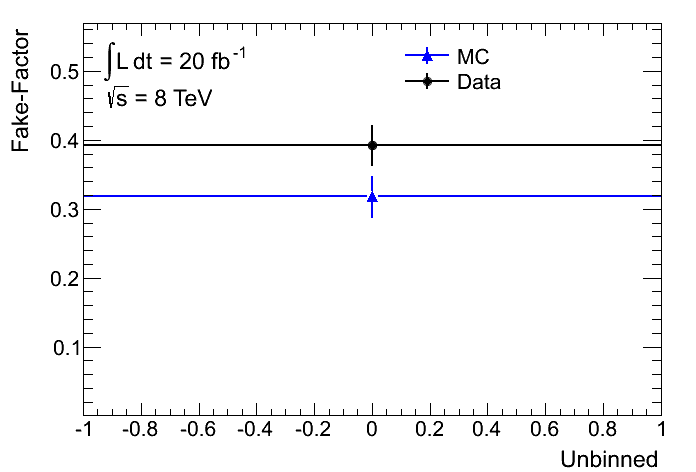 Fake-Factor
∫L dt = 20 fb⁻¹
√s = 8 TeV
MC
Data
0.5
0.4
0.3
0.2
0.1
-1 -0.8 -0.6 -0.4 -0.2 0 0.2 0.4 0.6 0.8 1
Unbinned